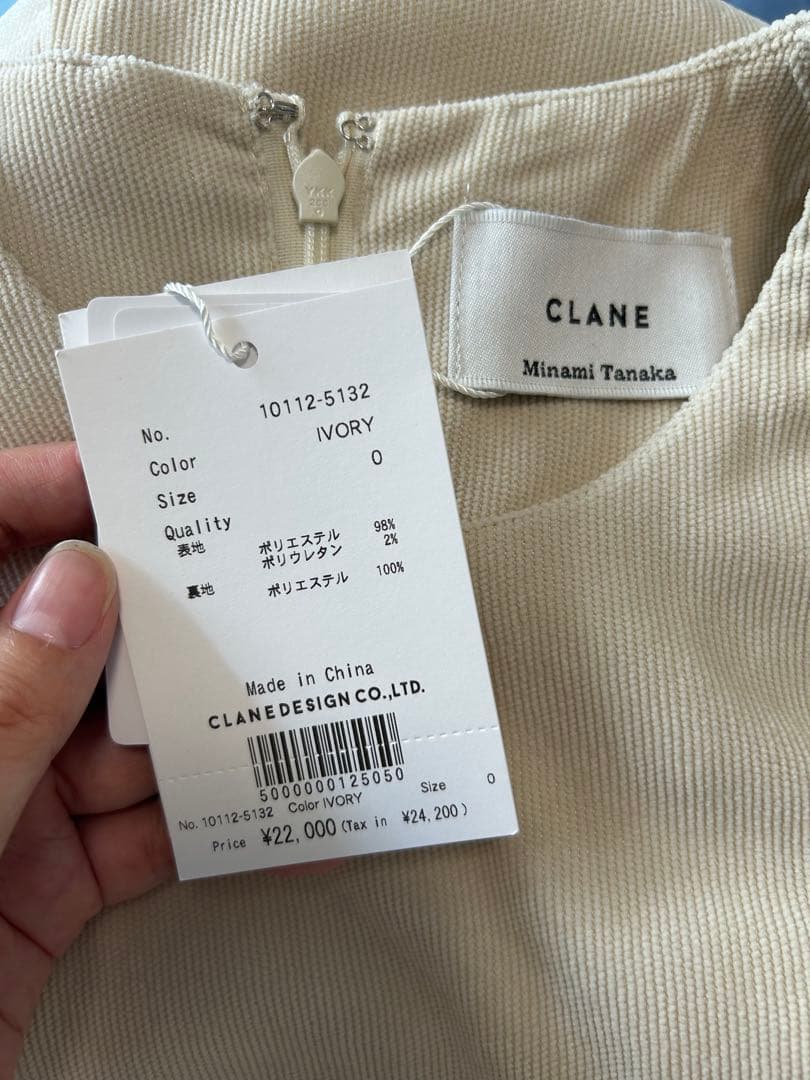 YKK
CLANE
Minami Tanaka
No. 10112-5132
Color IVORY
Size 0
Quality
表地 ポリエステル 98%
ポリウレタン 2%
裏地 ポリエステル 100%
Made in China
CLANEDESIGN CO.,LTD.
5000000125050
No. 10112-5132 Color IVORY Size 0
Price ¥22,000 (Tax in ¥24,200)